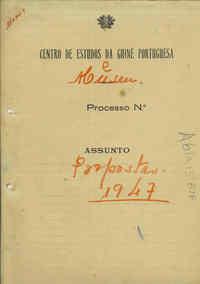 CENTRO DE ESTUDOS DA GUINÉ PORTUGUESA
e
Museu.
Processo N.º
ASSUNTO
Propostas
1947